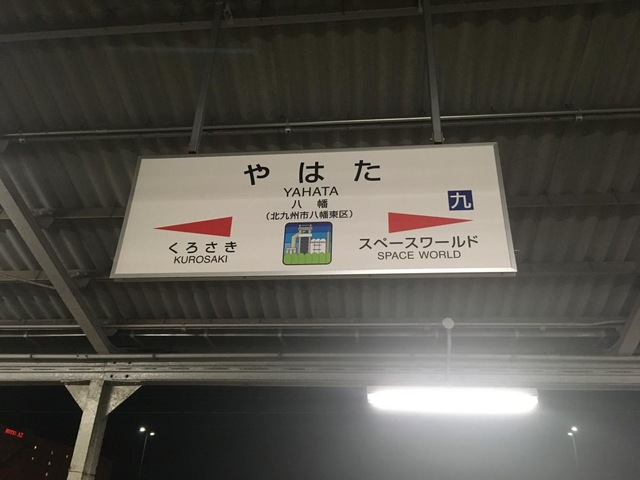 やはた
YAHATA
八幡
(北九州市八幡東区)
九
くろさき
KUROSAKI
スペースワールド
SPACE WORLD